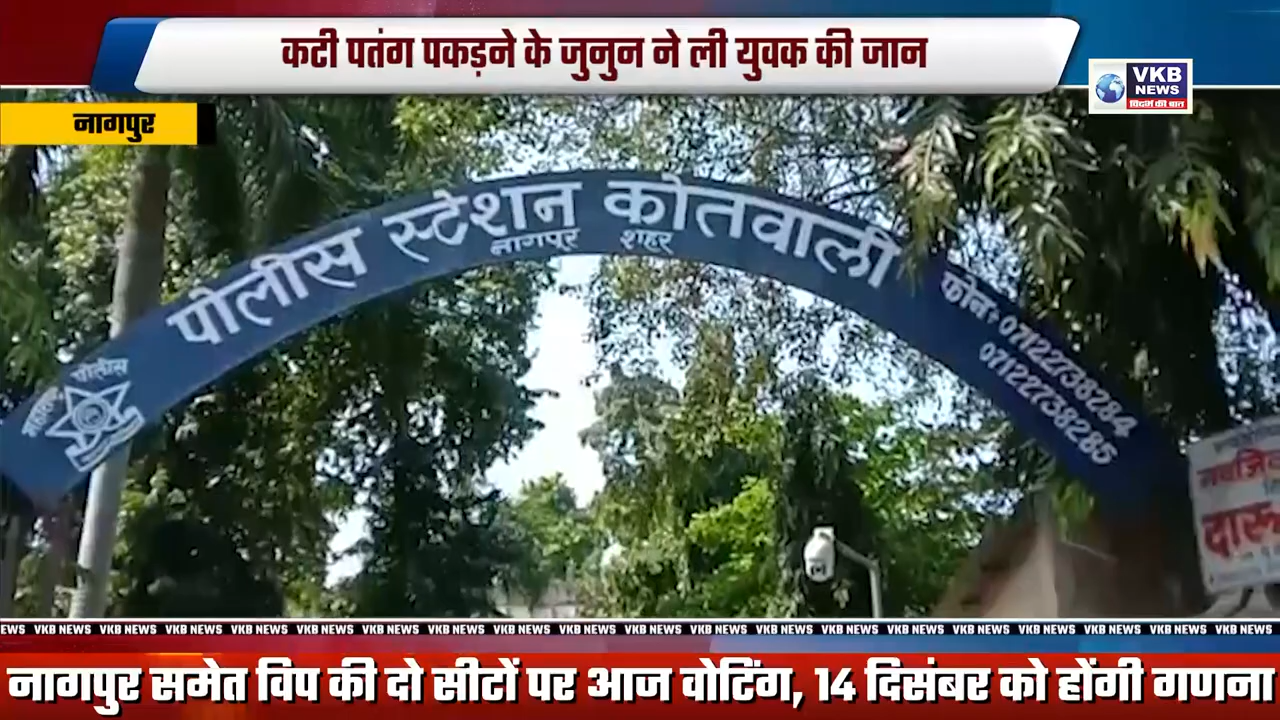 कटी पतंग पकड़ने के जुनुन ने ली युवक की जान
VKB
NEWS
विदर्भ की बात
नागपुर
पोलीस स्टेशन कोतवाली
नागपुर शहर
फोन: 07122738284
07122738285
पोलीस
दारू
EWS VKB NEWS VKB NEWS VKB NEWS VKB NEWS VKB NEWS VKB NEWS VKB NEWS VKB NEWS VKB NEWS VKB NEWS VKB NEWS VKB NEWS VKB NEWS VKB NEWS VKB NEWS VKB NEWS VKB NEWS VKB NEWS VKB NEWS
नागपुर समेत विप की दो सीटों पर आज वोटिंग, 14 दिसंबर को होंगी गणना